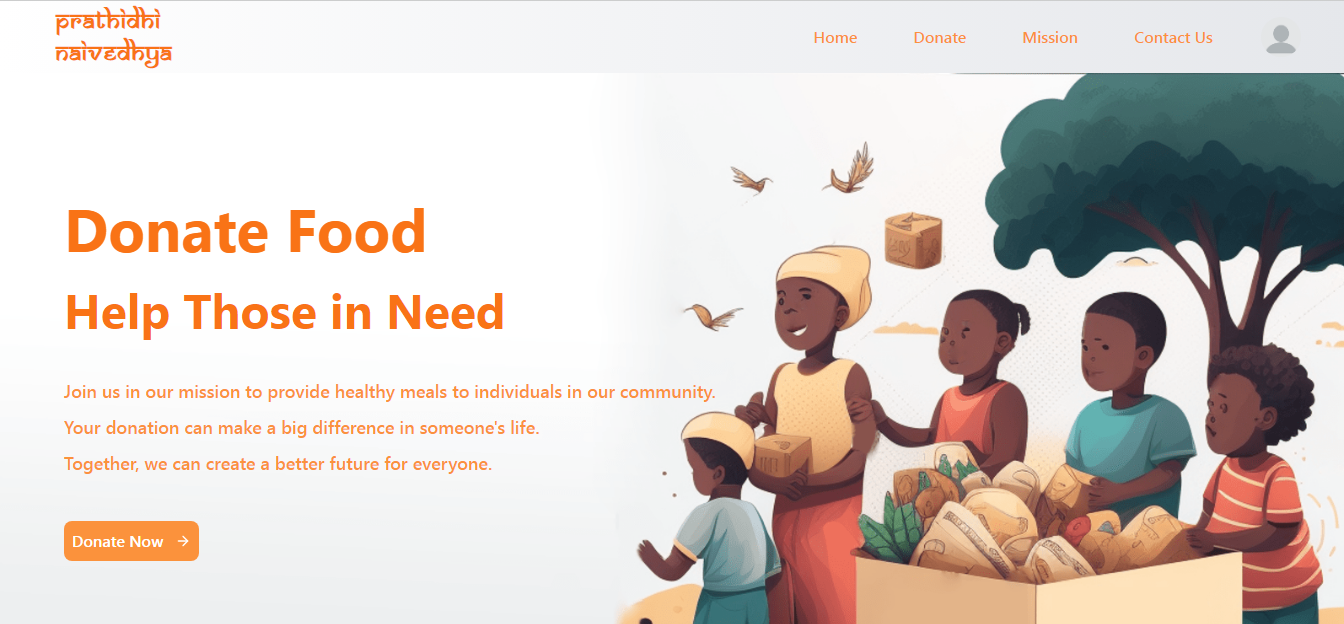 prathidhi
naivedhya
Home Donate Mission Contact Us
Donate Food
Help Those in Need
Join us in our mission to provide healthy meals to individuals in our community.
Your donation can make a big difference in someone's life.
Together, we can create a better future for everyone.
Donate Now →